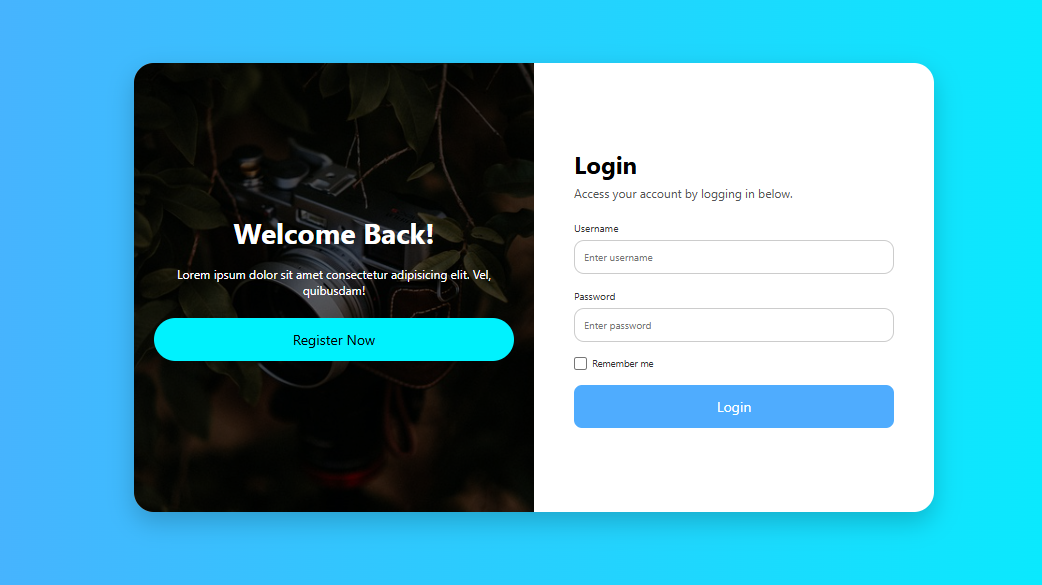 Welcome Back!
Lorem ipsum dolor sit amet consectetur adipisicing elit. Vel,
quibusdam!
Register Now
Login
Access your account by logging in below.
Username
Enter username
Password
Enter password
Remember me
Login